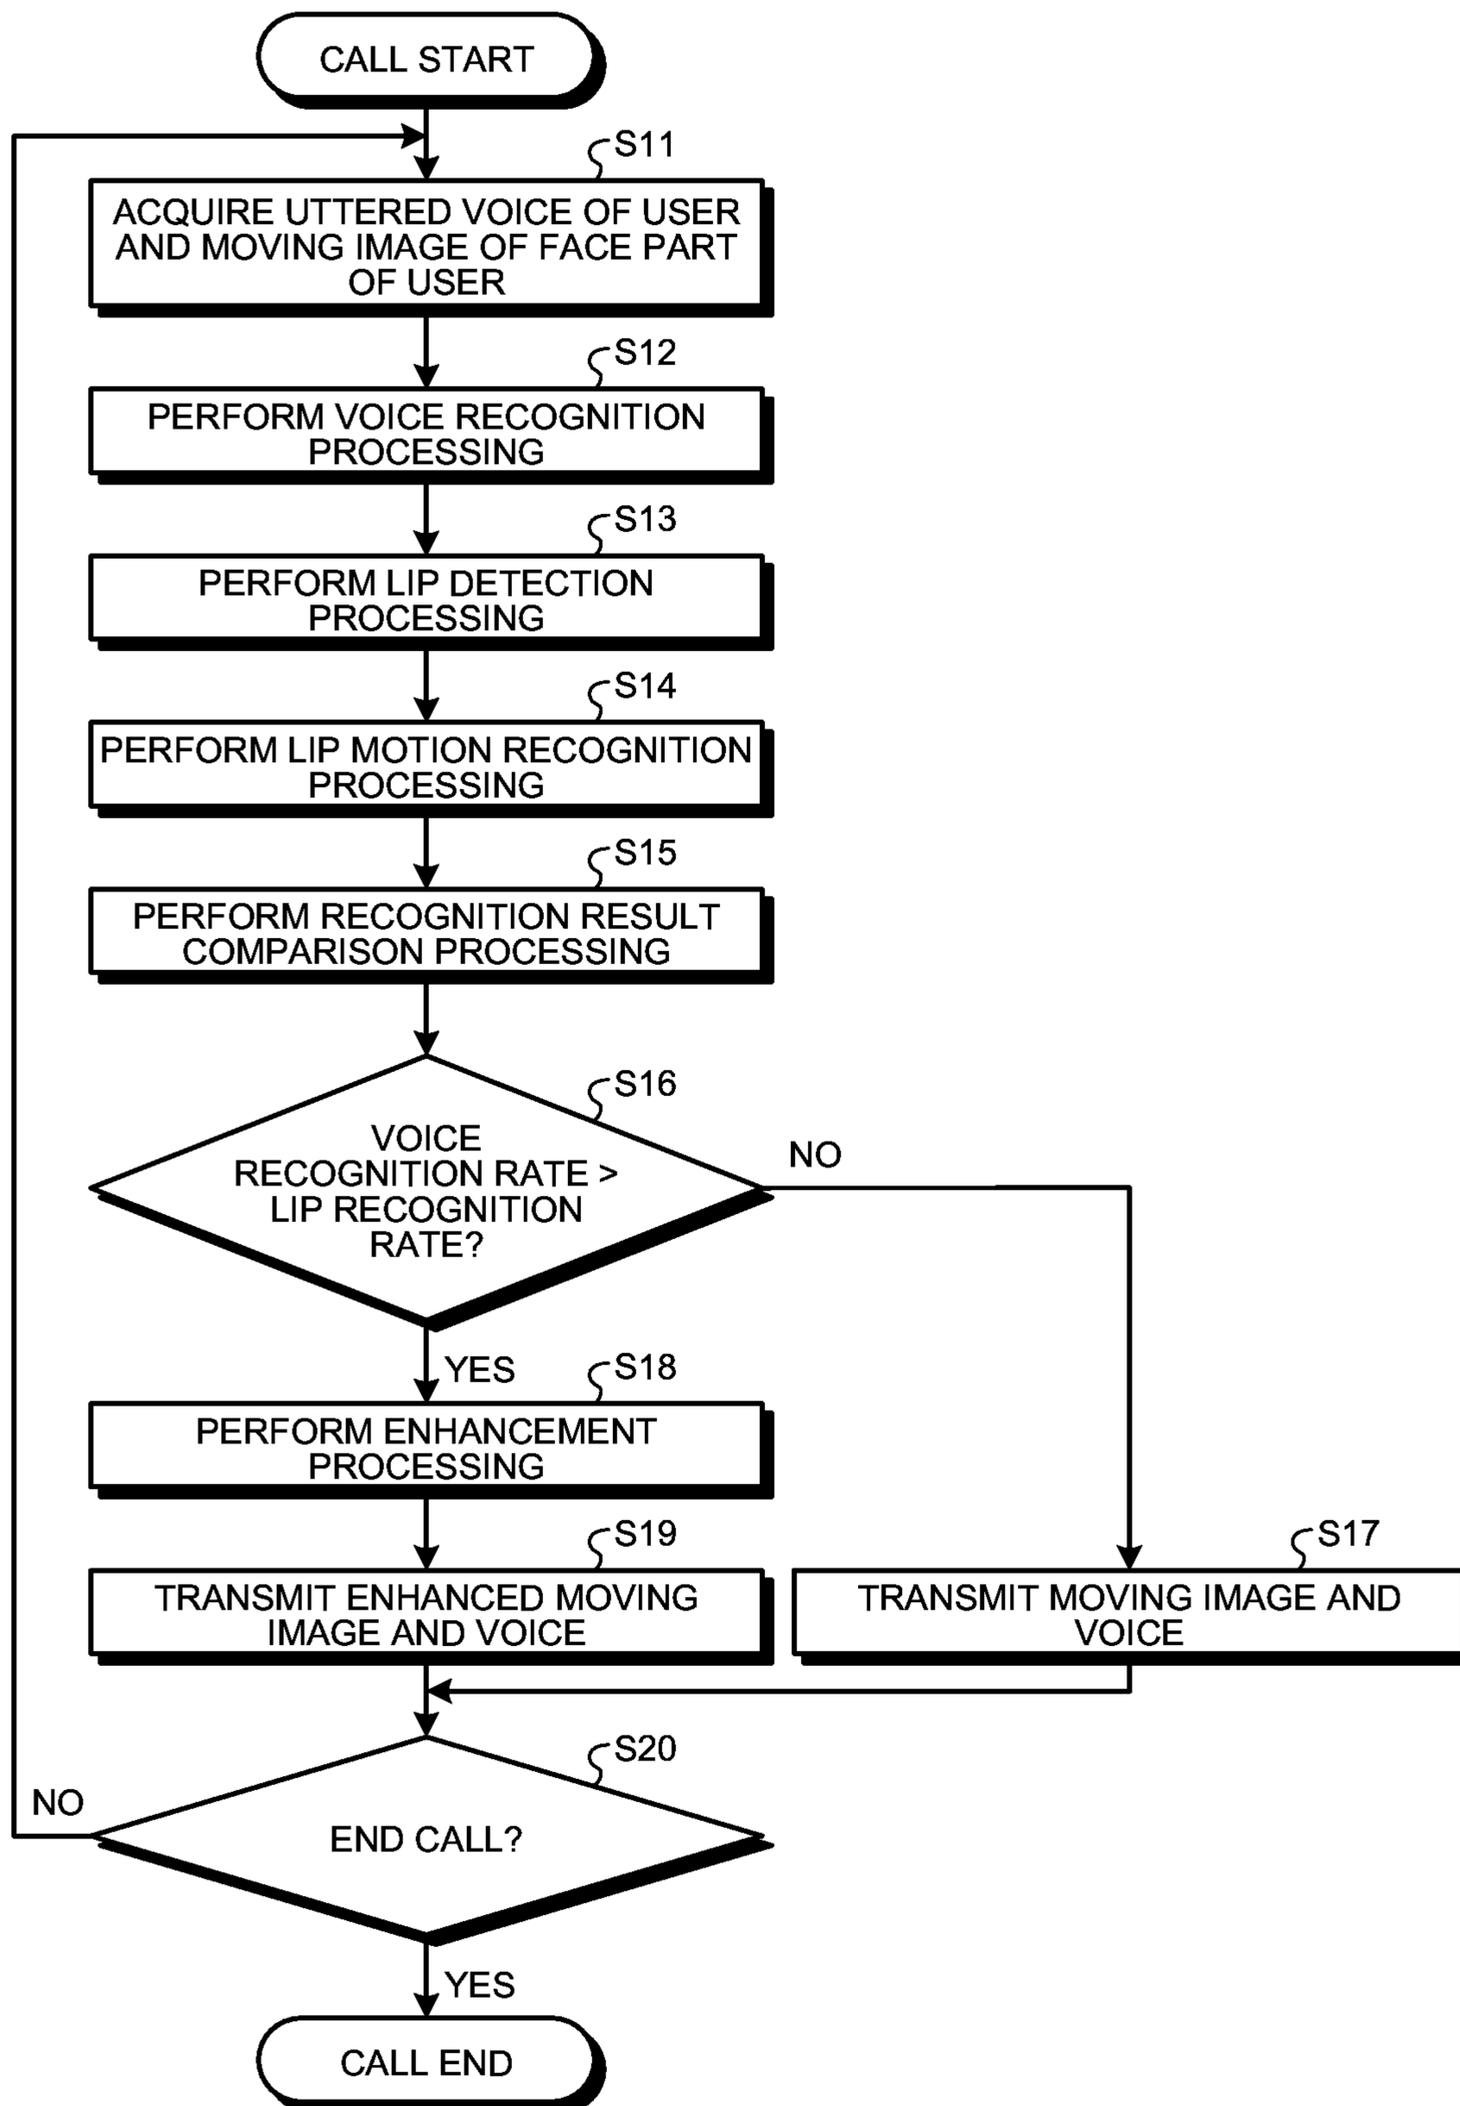 CALL START
S11
ACQUIRE UTTERED VOICE OF USER
AND MOVING IMAGE OF FACE PART
OF USER
S12
PERFORM VOICE RECOGNITION
PROCESSING
S13
PERFORM LIP DETECTION
PROCESSING
S14
PERFORM LIP MOTION RECOGNITION
PROCESSING
S15
PERFORM RECOGNITION RESULT
COMPARISON PROCESSING
S16
VOICE
RECOGNITION RATE >
LIP RECOGNITION
RATE?
NO
YES
S18
PERFORM ENHANCEMENT
PROCESSING
S19
TRANSMIT ENHANCED MOVING
IMAGE AND VOICE
S17
TRANSMIT MOVING IMAGE AND
VOICE
S20
NO
END CALL?
YES
CALL END